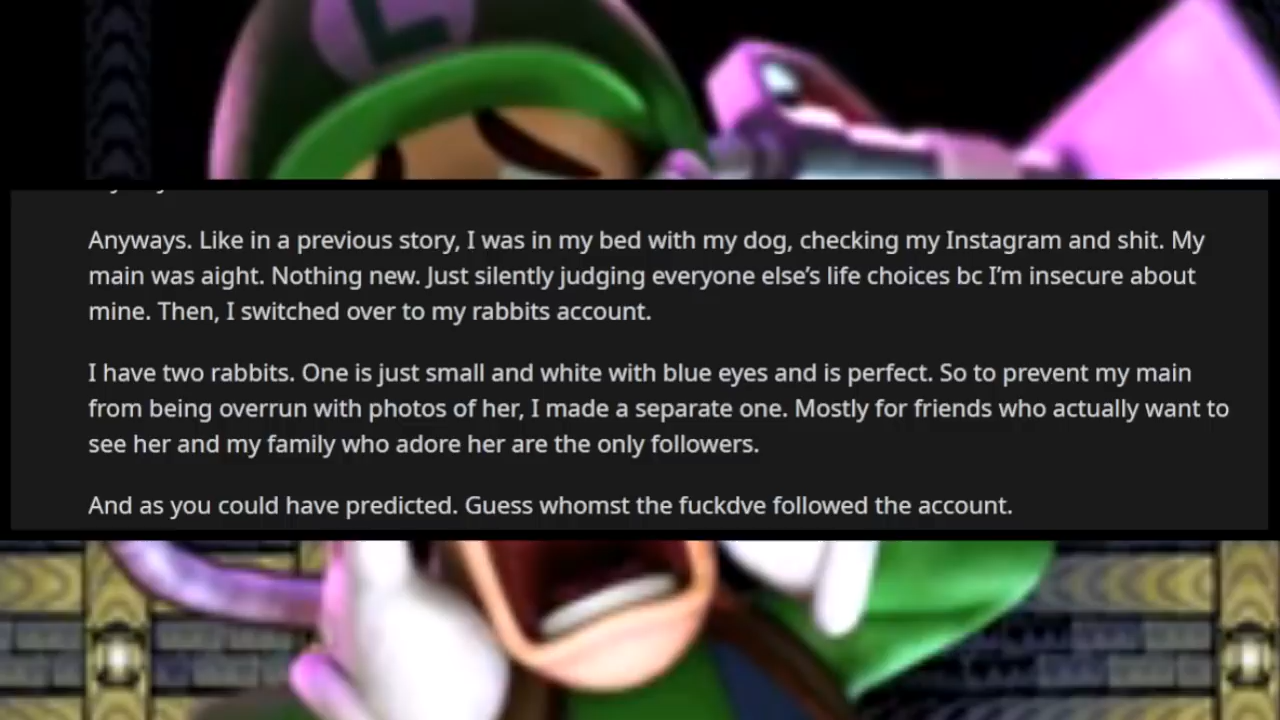 L
Anyways. Like in a previous story, I was in my bed with my dog, checking my Instagram and shit. My
main was aight. Nothing new. Just silently judging everyone else’s life choices bc I’m insecure about
mine. Then, I switched over to my rabbits account.
I have two rabbits. One is just small and white with blue eyes and is perfect. So to prevent my main
from being overrun with photos of her, I made a separate one. Mostly for friends who actually want to
see her and my family who adore her are the only followers.
And as you could have predicted. Guess whomst the fuckdve followed the account.